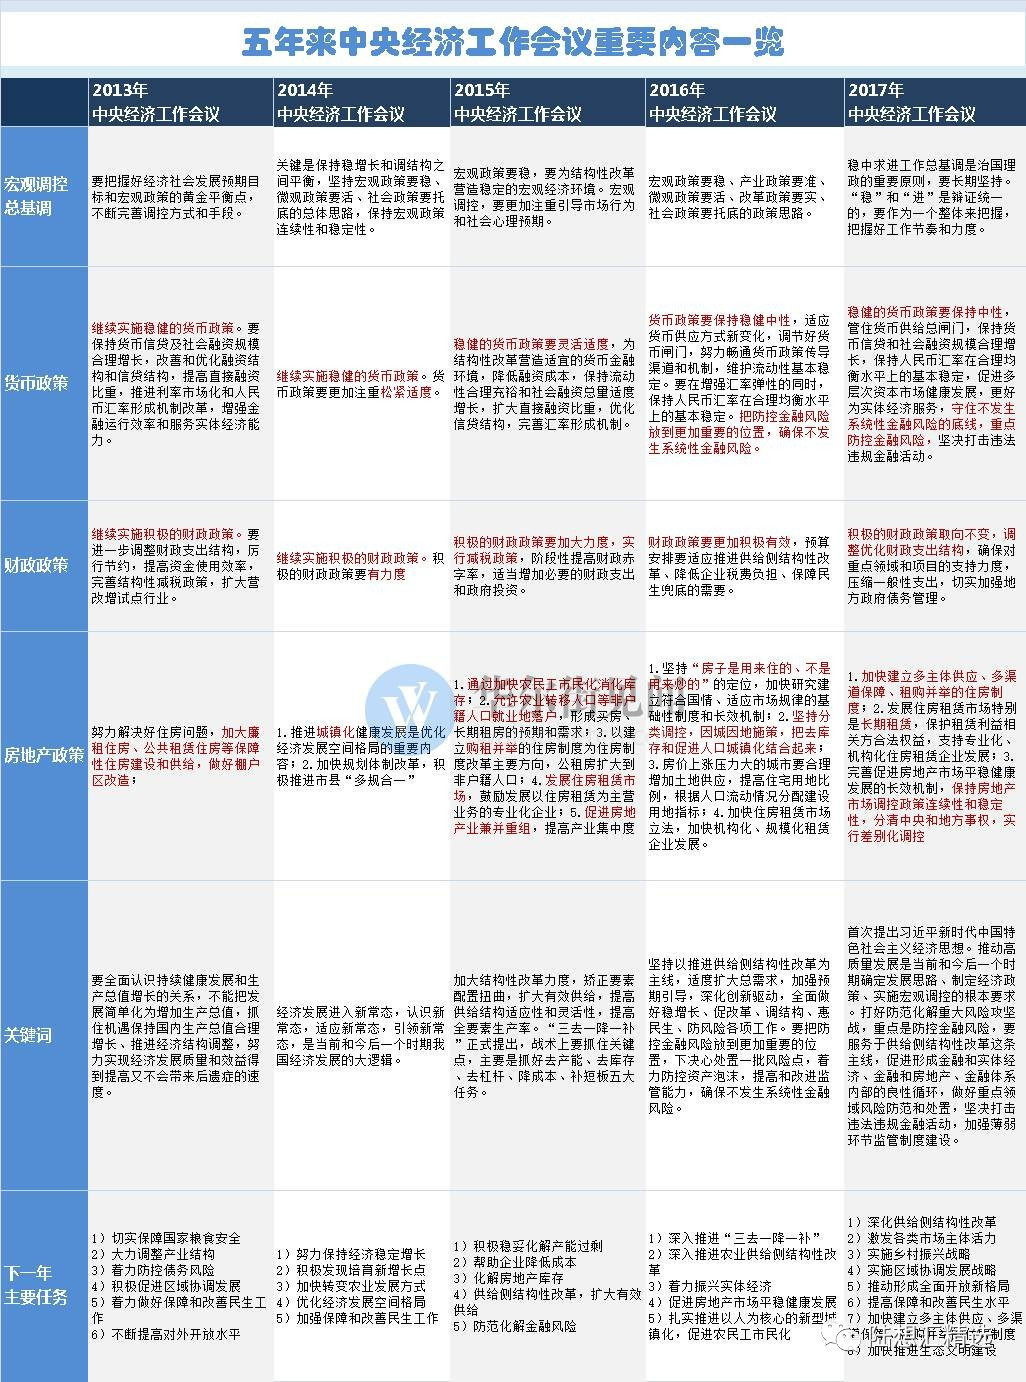 五年来中央经济工作会议重要内容一览
2013年
中央经济工作会议
2014年
中央经济工作会议
2015年
中央经济工作会议
2016年
中央经济工作会议
2017年
中央经济工作会议
宏观调控
总基调
要把握好经济社会发展预期目
标和宏观政策的黄金平衡点，
不断完善调控方式和手段。
关键是保持稳增长和调结构之
间平衡，坚持宏观政策要稳、
微观政策要活、社会政策要托
底的总体思路，保持宏观政策
连续性和稳定性。
宏观政策要稳，要为结构性改革
营造稳定的宏观经济环境。宏观
调控，要更加注重引导市场行为
和社会心理预期。
宏观政策要稳、产业政策要准、
微观政策要活、改革政策要实、
社会政策要托底的政策思路。
稳中求进工作总基调是治国理
政的重要原则，要长期坚持。
“稳”和“进”是辩证统一
的，要作为一个整体来把握，
把握好工作节奏和力度。
货币政策
继续实施稳健的货币政策。要
保持货币信贷及社会融资规模
合理增长，改善和优化融资结
构和信贷结构，提高直接融资
比重，推进利率市场化和人民
币汇率形成机制改革，增强金
融运行效率和服务实体经济能
力。
继续实施稳健的货币政策。货
币政策要更加注重松紧适度。
稳健的货币政策要灵活适度，为
结构性改革营造适宜的货币金融
环境，降低融资成本，保持流动
性合理充裕和社会融资总量适度
增长，扩大直接融资比重，优化
信贷结构，完善汇率形成机制。
货币政策要保持稳健中性，适应
货币供应方式新变化，调节好货
币闸门，努力畅通货币政策传导
渠道和机制，维护流动性基本稳
定。要在增强汇率弹性的同时，
保持人民币汇率在合理均衡水平
上的基本稳定。把防控金融风险
放到更加重要的位置，确保不发
生系统性金融风险。
稳健的货币政策要保持中性，
管住货币供给总闸门，保持货
币信贷和社会融资规模合理增
长，保持人民币汇率在合理均
衡水平上的基本稳定，促进多
层次资本市场健康发展，更好
为实体经济服务，守住不发生
系统性金融风险的底线，重点
防控金融风险，坚决打击违法
违规金融活动。
财政政策
继续实施积极的财政政策。要
进一步调整财政支出结构，厉
行节约，提高资金使用效率，
完善结构性减税政策，扩大营
改增试点行业。
继续实施积极的财政政策。积
极的财政政策要有力度
积极的财政政策要加大力度，实
行减税政策，阶段性提高财政赤
字率，适当增加必要的财政支出
和政府投资。
财政政策要更加积极有效，预算
安排要适应推进供给侧结构性改
革、降低企业税费负担、保障民
生兜底的需要。
积极的财政政策取向不变，调
整优化财政支出结构，确保对
重点领域和项目的支持力度，
压缩一般性支出，切实加强地
方政府债务管理。
房地产政策
努力解决好住房问题，加大廉
租住房、公共租赁住房等保障
性住房建设和供给，做好棚户
区改造；
1.推进城镇化健康发展是优化
经济发展空间格局的重要内
容；2.加快规划体制改革，积
极推进市县“多规合一”
1.通过加快农民工市民化消化库
存；2.允许农业转移人口等非户
籍人口就业地落户，形成买房、
长期租房的预期和需求；3.以建
立购租并举的住房制度为住房制
度改革主要方向，公租房扩大到
非户籍人口；4.发展住房租赁市
场，鼓励发展以住房租赁为主营
业务的专业化企业；5.促进房地
产业兼并重组，提高产业集中度
1.坚持“房子是用来住的、不是
用来炒的”的定位，加快研究建
立符合国情、适应市场规律的基
础性制度和长效机制；2.坚持分
类调控，因城因地施策，把去库
存和促进人口城镇化结合起来；
3.房价上涨压力大的城市要合理
增加土地供应，提高住宅用地比
例，根据人口流动情况分配建设
用地指标；4.加快住房租赁市场
立法，加快机构化、规模化租赁
企业发展。
1.加快建立多主体供应、多渠
道保障、租购并举的住房制
度；2.发展住房租赁市场特别
是长期租赁，保护租赁利益相
关方合法权益，支持专业化、
机构化住房租赁企业发展；3.
完善促进房地产市场平稳健康
发展的长效机制，保持房地产
市场调控政策连续性和稳定
性，分清中央和地方事权，实
行差别化调控
华尔街见闻
关键词
要全面认识持续健康发展和生
产总值增长的关系，不能把发
展简单化为增加生产总值，抓
住机遇保持国内生产总值合理
增长、推进经济结构调整，努
力实现经济发展质量和效益得
到提高又不会带来后遗症的速
度。
经济发展进入新常态，认识新
常态，适应新常态，引领新常
态，是当前和今后一个时期我
国经济发展的大逻辑。
加大结构性改革力度，矫正要素
配置扭曲，扩大有效供给，提高
供给结构适应性和灵活性，提高
全要素生产率。“三去一降一补
”正式提出，战术上要抓住关键
点，主要是抓好去产能、去库存
、去杠杆、降成本、补短板五大
任务。
坚持以推进供给侧结构性改革为
主线，适度扩大总需求，加强
预期引导，深化创新驱动，全面做
好稳增长、促改革、调结构、惠
民生、防风险各项工作。要把防
控金融风险放到更加重要的位
置，下决心处置一批风险点，着
力防控资产泡沫，提高和改进监
管能力，确保不发生系统性金融
风险。
首次提出习近平新时代中国特
色社会主义经济思想。推动高
质量发展是当前和今后一个时
期确定发展思路、制定经济政
策、实施宏观调控的根本要求
。打好防范化解重大风险攻坚
战，重点是防控金融风险，要
服务于供给侧结构性改革这条
主线，促进形成金融和实体经
济、金融和房地产、金融体系
内部的良性循环，做好重点领
域风险防范和处置，坚决打击
违法违规金融活动，加强薄弱
环节监管制度建设。
下一年
主要任务
1）切实保障国家粮食安全
2）大力调整产业结构
3）着力防控债务风险
4）积极促进区域协调发展
5）着力做好保障和改善民生工
作
6）不断提高对外开放水平
1）努力保持经济稳定增长
2）积极发现培育新增长点
3）加快转变农业发展方式
4）优化经济发展空间格局
5）加强保障和改善民生工作
1）积极稳妥化解产能过剩
2）帮助企业降低成本
3）化解房地产库存
4）供给侧结构性改革，扩大有效
供给
5）防范化解金融风险
1）深入推进“三去一降一补”
2）深入推进农业供给侧结构性改
革
3）着力振兴实体经济
4）促进房地产市场平稳健康发展
5）扎实推进以人为核心的新型城
镇化，促进农民工市民化
1）深化供给侧结构性改革
2）激发各类市场主体活力
3）实施乡村振兴战略
4）实施区域协调发展战略
5）推动形成全面开放新格局
6）提高保障和改善民生水平
7）加快建立多主体供应、多渠
道保障、租购并举的住房制度
8）加快推进生态文明建设